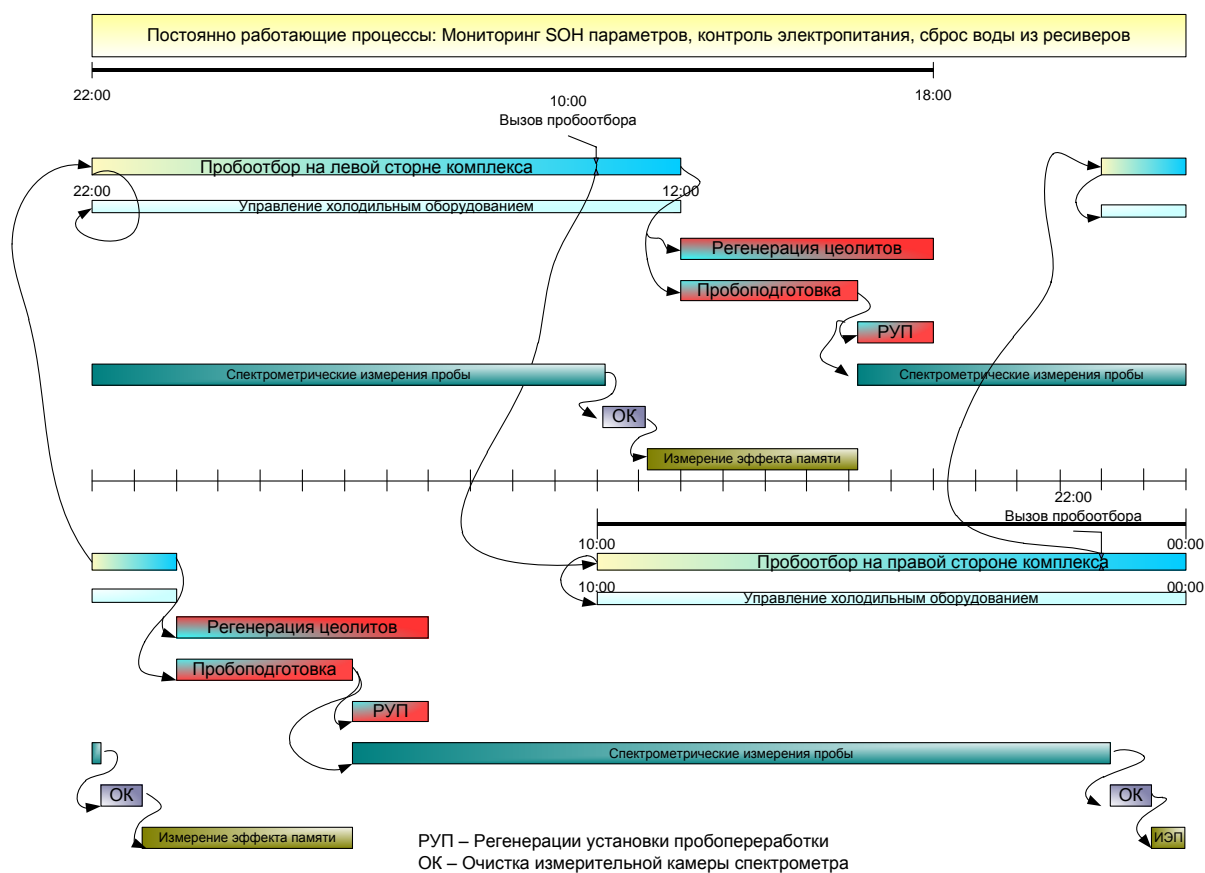 Постоянно работающие процессы: Мониторинг SOH параметров, контроль электропитания, сброс воды из ресиверов
22:00
18:00
10:00
Вызов пробоотбора
Пробоотбор на левой сторне комплекса
22:00
12:00
Управление холодильным оборудованием
Регенерация цеолитов
Пробоподготовка
РУП
Спектрометрические измерения пробы
Спектрометрические измерения пробы
ОК
Измерение эффекта памяти
22:00
Вызов пробоотбора
10:00
00:00
Пробоотбор на правой стороне комплекса
10:00
00:00
Управление холодильным оборудованием
Регенерация цеолитов
Пробоподготовка
РУП
Спектрометрические измерения пробы
ОК
ОК
Измерение эффекта памяти
ИЭП
РУП – Регенерации установки пробопереработки
ОК – Очистка измерительной камеры спектрометра